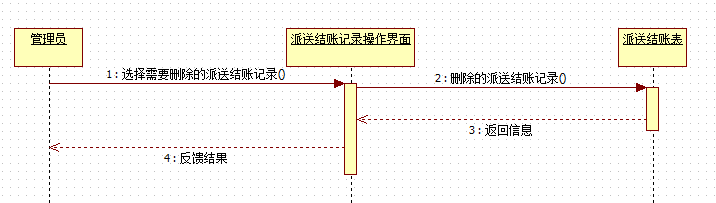 管理员
派送结账记录操作界面
派送结账表
1 : 选择需要删除的派送结账记录()
2 : 删除的派送结账记录()
3 : 返回信息
4 : 反馈结果